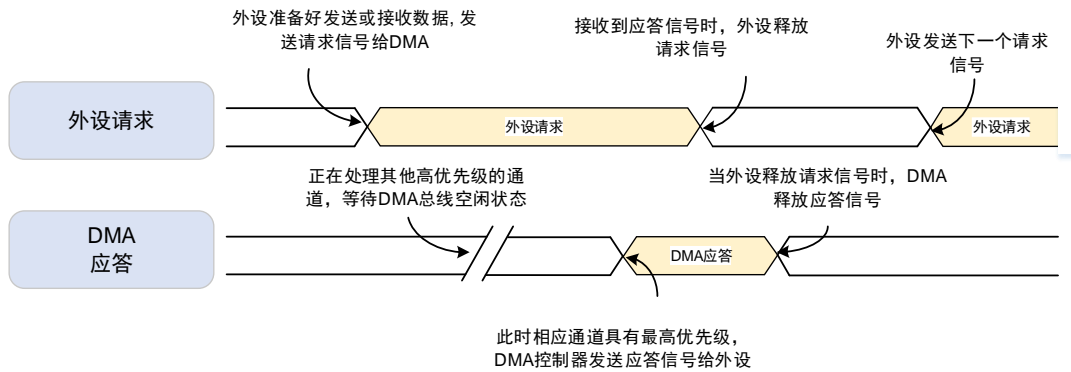 外设准备好发送或接收数据, 发
送请求信号给DMA
接收到应答信号时，外设释放
请求信号
外设发送下一个请求
信号
外设请求
外设请求
外设请求
正在处理其他高优先级的通
道，等待DMA总线空闲状态
当外设释放请求信号时，DMA
释放应答信号
DMA
应答
DMA应答
此时相应通道具有最高优先级，
DMA控制器发送应答信号给外设